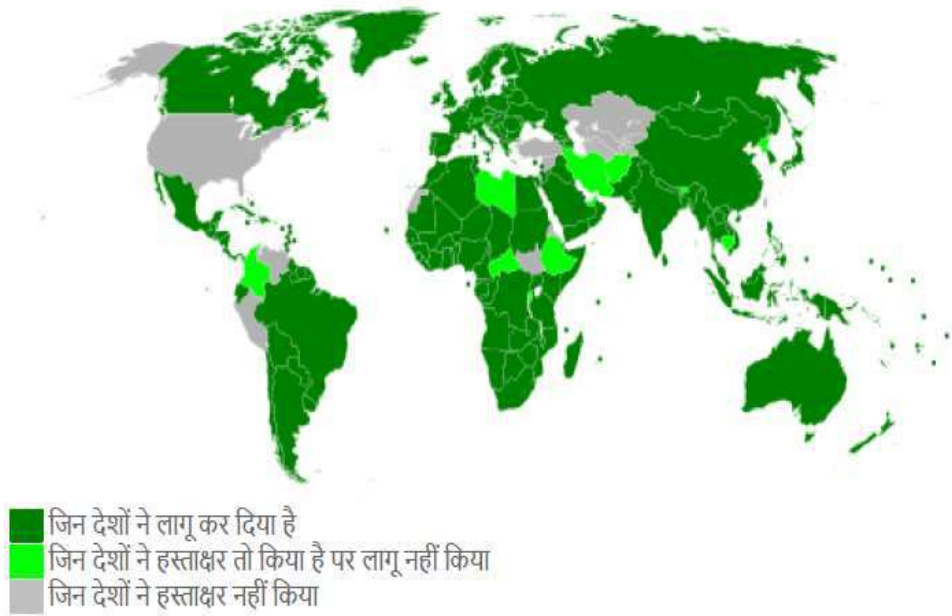 जिन देशों ने लागू कर दिया है
जिन देशों ने हस्ताक्षर तो किया है पर लागू नहीं किया
जिन देशों ने हस्ताक्षर नहीं किया